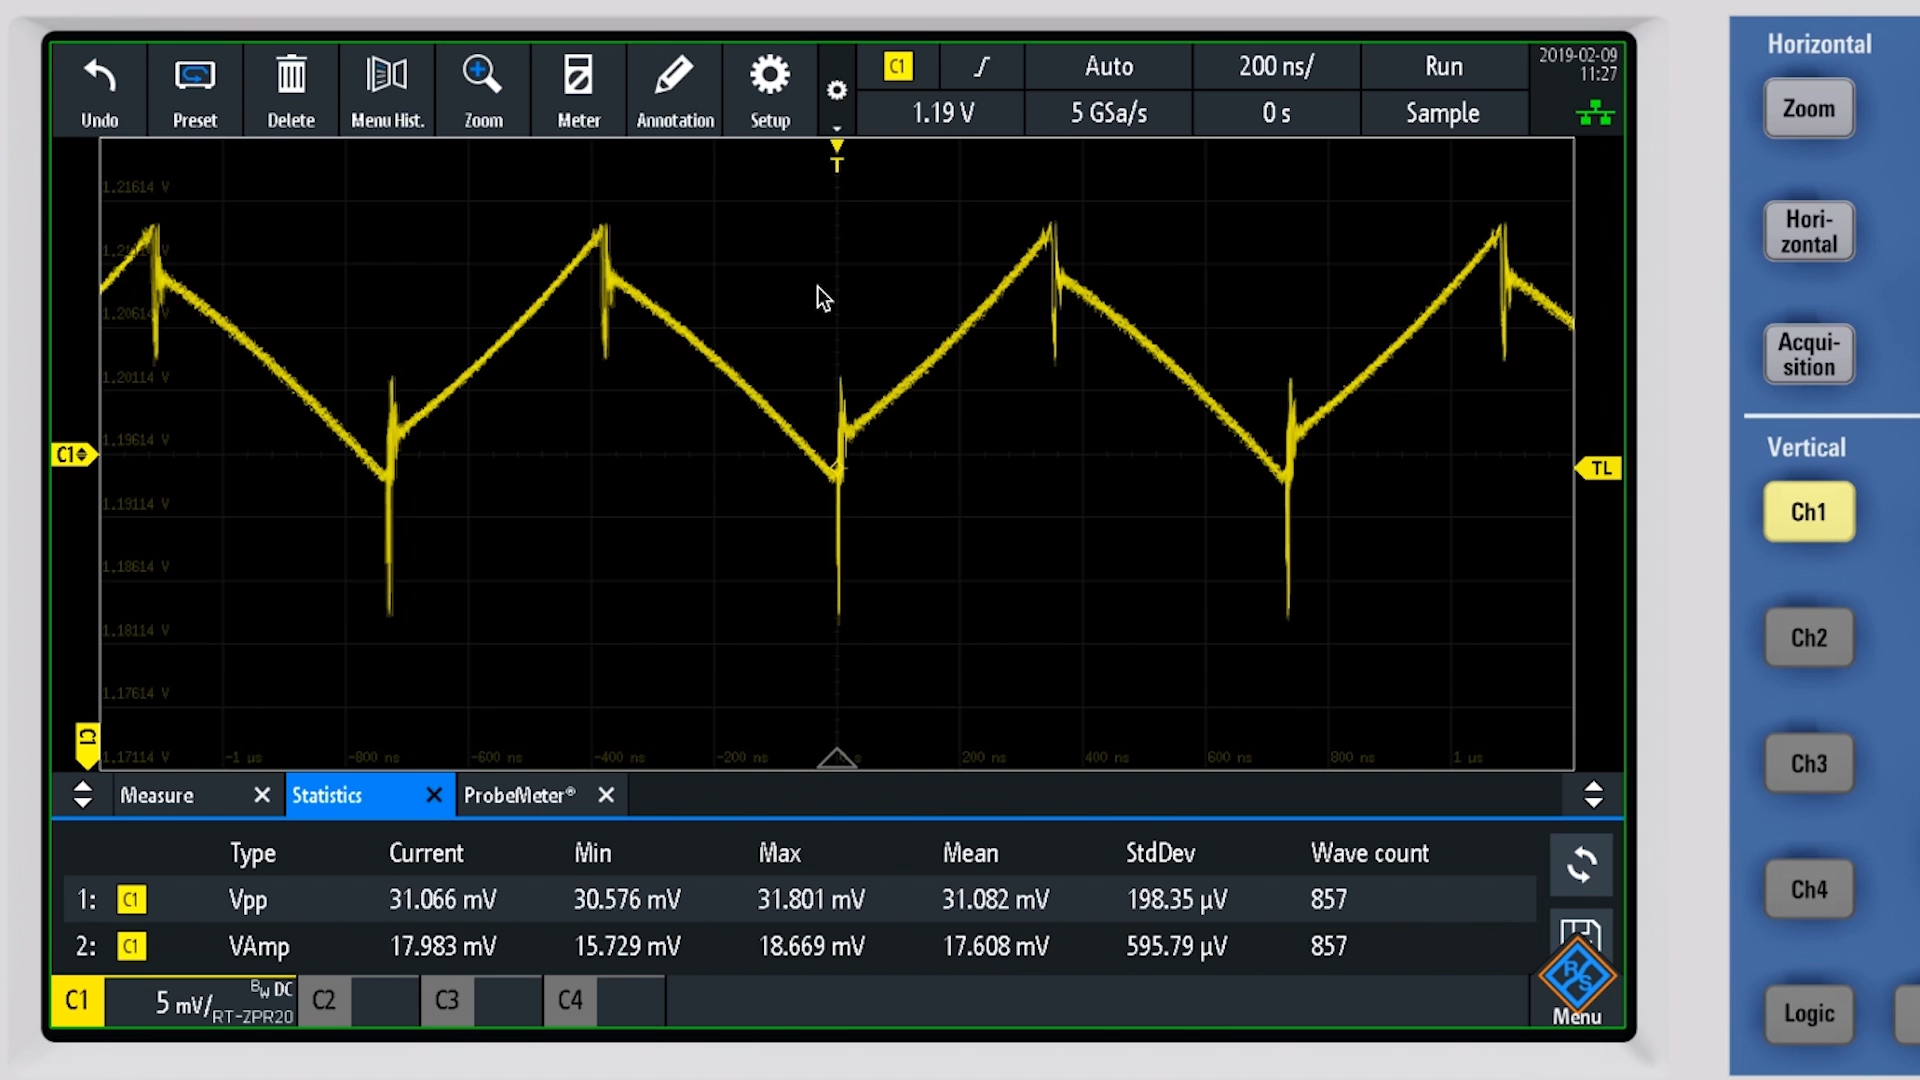 Undo
Preset
Delete
Menu Hist.
Zoom
Meter
Annotation
Setup
C1
Auto
200 ns/
Run
1.19 V
5 GSa/s
0 s
Sample
2019-02-09
11:27
T
1.21614 V
1.20614 V
1.20114 V
1.19614 V
1.19114 V
1.18614 V
1.18114 V
1.17614 V
1.17114 V
C1
TL
C1
-1 µs
-800 ns
-600 ns
-400 ns
-200 ns
200 ns
400 ns
600 ns
800 ns
1 µs
Measure
Statistics
ProbeMeter®
Type Current Min Max Mean StdDev Wave count
1: C1 Vpp 31.066 mV 30.576 mV 31.801 mV 31.082 mV 198.35 µV 857
2: C1 VAmp 17.983 mV 15.729 mV 18.669 mV 17.608 mV 595.79 µV 857
C1
5 mV/
BW DC
RT-ZPR20
C2
C3
C4
R&S
Menu
Horizontal
Zoom
Hori-
zontal
Acqui-
sition
Vertical
Ch1
Ch2
Ch3
Ch4
Logic